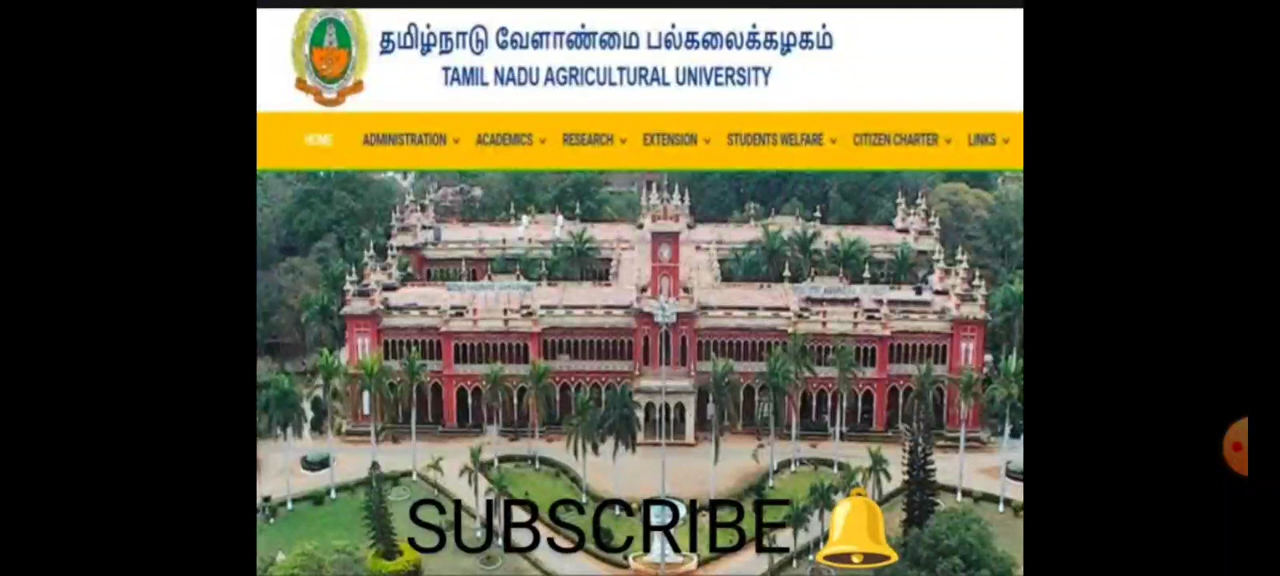 தமிழ்நாடு வேளாண்மை பல்கலைக்கழகம்
TAMIL NADU AGRICULTURAL UNIVERSITY
HOME ADMINISTRATION ACADEMICS RESEARCH EXTENSION STUDENTS WELFARE CITIZEN CHARTER LINKS
SUBSCRIBE